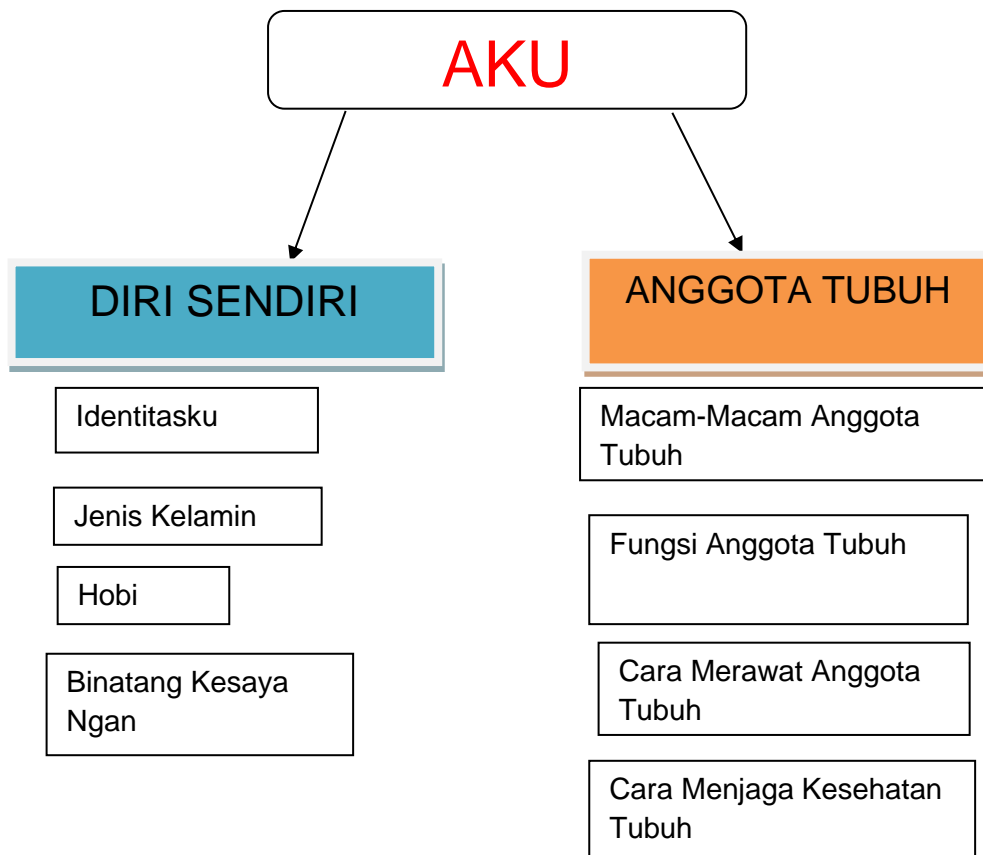 AKU
DIRI SENDIRI
Identitasku
Jenis Kelamin
Hobi
Binatang Kesaya
Ngan
ANGGOTA TUBUH
Macam-Macam Anggota
Tubuh
Fungsi Anggota Tubuh
Cara Merawat Anggota
Tubuh
Cara Menjaga Kesehatan
Tubuh